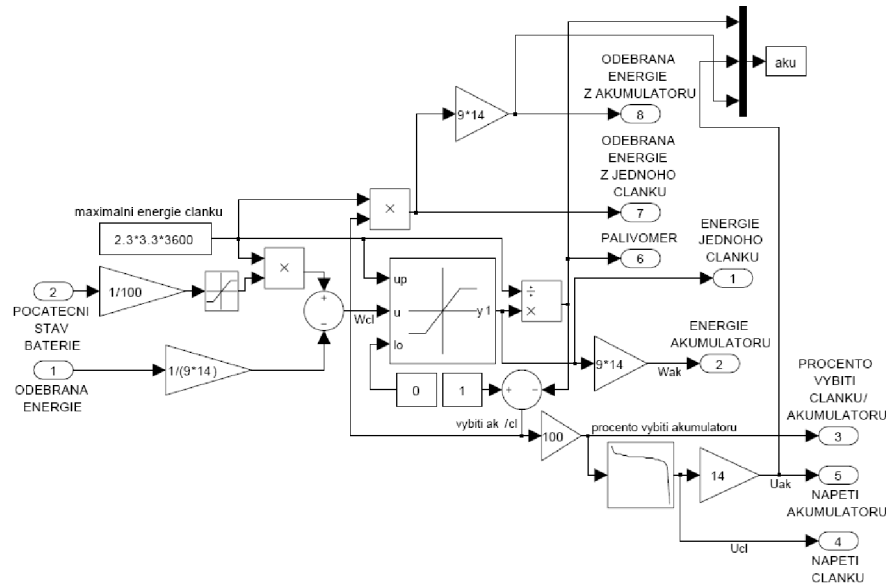 aku
ODEBRANA
ENERGIE
Z AKUMULATORU
8
9*14
ODEBRANA
ENERGIE
Z JEDNOHO
CLANKU
7
×
maximalni energie clanku
2.3*3.3*3600
PALIVOMER
6
ENERGIE
JEDNOHO
CLANKU
1
2
POCATECNI
STAV
BATERIE
1/100
×
+
−
Wcl
up
u
lo
y1
÷
×
1
ODEBRANA
ENERGIE
1/(9*14)
0
1
+
−
9*14
Wak
ENERGIE
AKUMULATORU
2
vybiti ak /cl
100
procento vybiti akumulatoru
PROCENTO
VYBITI
CLANKU/
AKUMULATORU
3
14
Uak
5
NAPETI
AKUMULATORU
Ucl
4
NAPETI
CLANKU